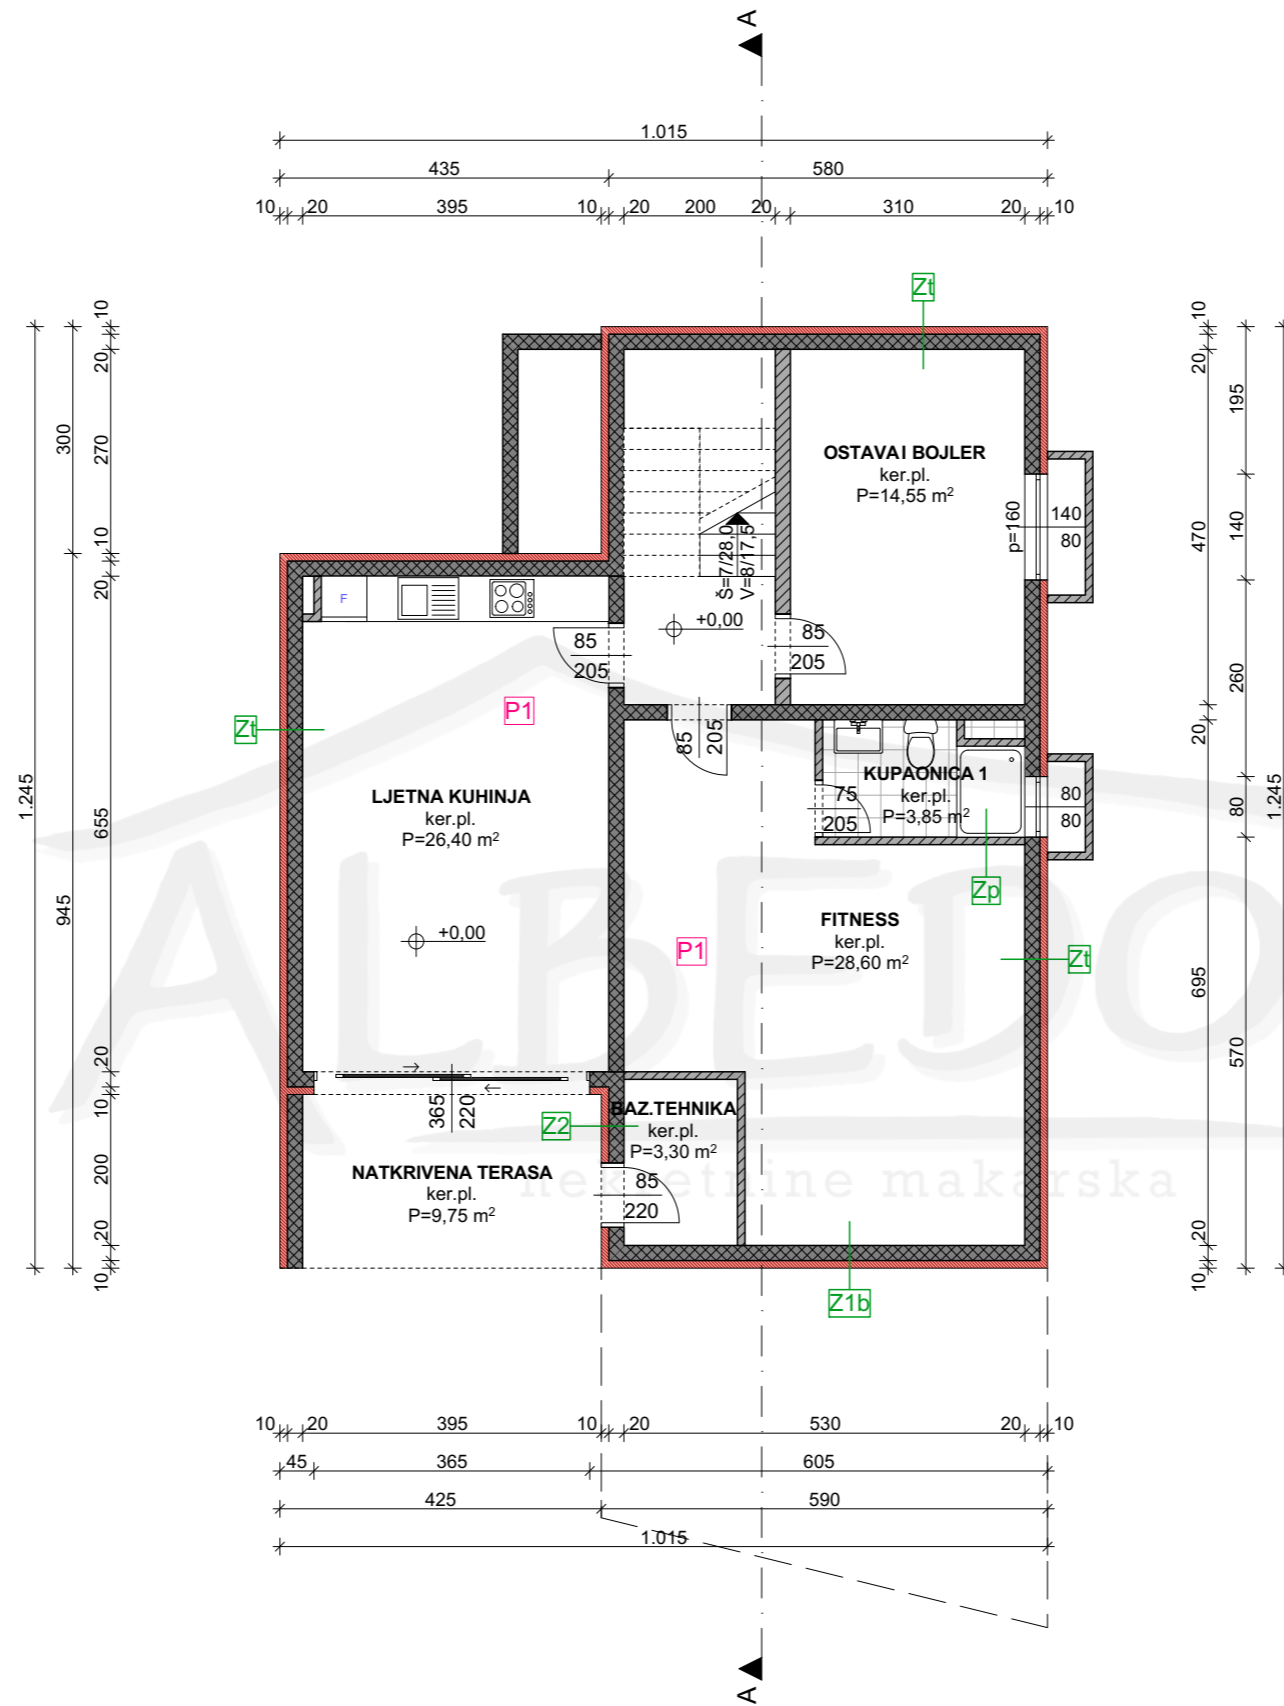 A
1.015
435 580
10 20 395 10 20 200 20 310 20 10
Zt
10 20 270 10 20 655 20 10 200 20 10
300 945
1.245
10 20 470 20 695 20 10
195 140 260 80 570
1.245
OSTAVA I BOJLER
ker.pl.
P=14,55 m²
p=160
140
80
Š=7/28,0
V=8/17,5
+0,00
F
85
205
85
205
85
205
P1
Zt
LJETNA KUHINJA
ker.pl.
P=26,40 m²
KUPAONICA 1
ker.pl.
P=3,85 m²
75
205
80
80
Zp
+0,00
P1
FITNESS
ker.pl.
P=28,60 m²
Zt
ALBEDO
nekretnine makarska
365
220
Z2
BAZ.TEHNIKA
ker.pl.
P=3,30 m²
NATKRIVENA TERASA
ker.pl.
P=9,75 m²
85
220
Z1b
10 20 395 10 20 530 20 10
45 365 605
425 590
1.015
A